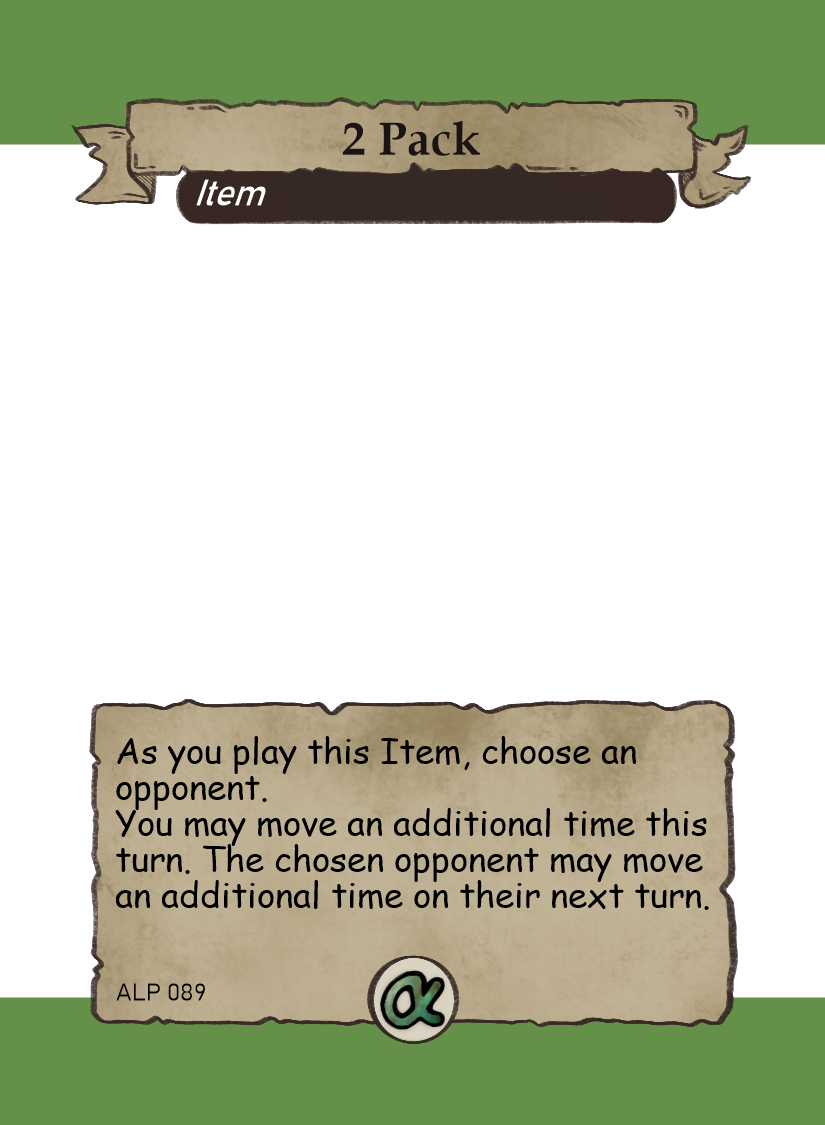 2 Pack
Item
As you play this Item, choose an
opponent.
You may move an additional time this
turn. The chosen opponent may move
an additional time on their next turn.
ALP 089
α